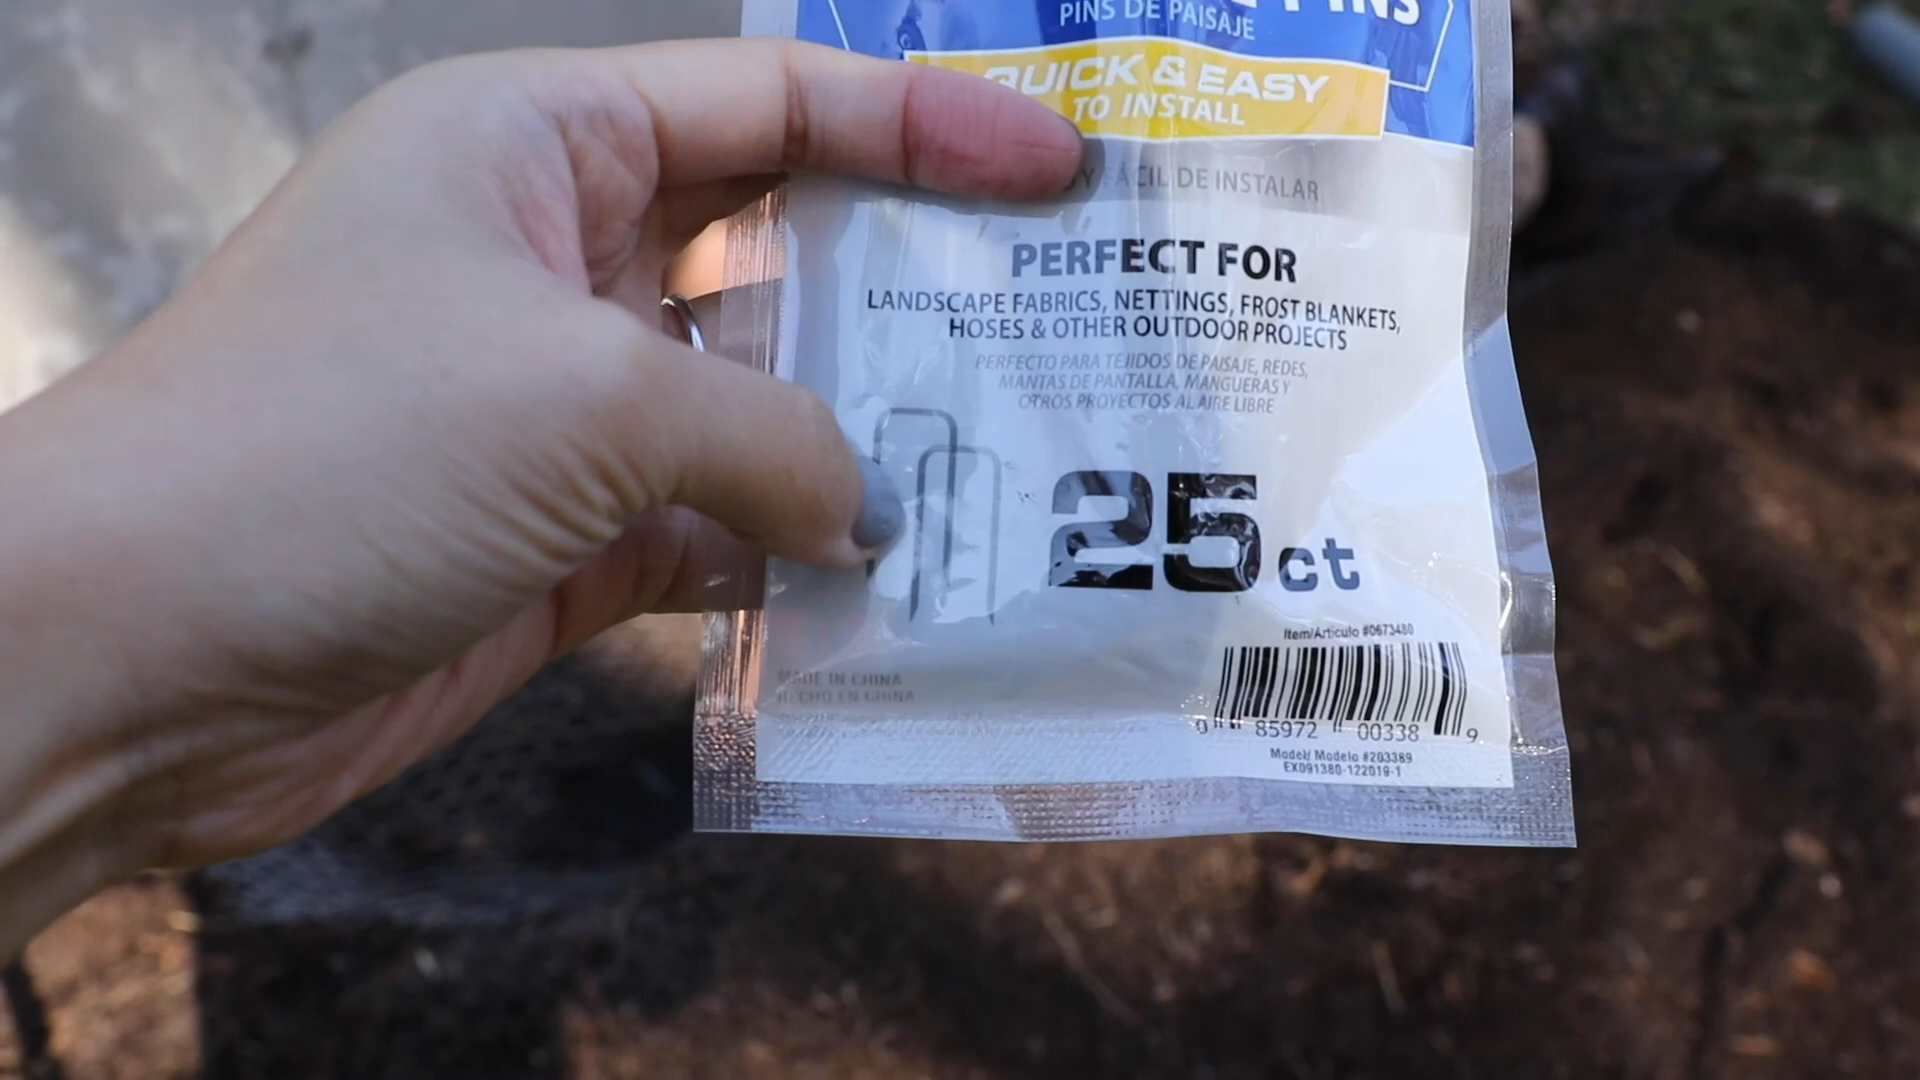 PINS
PINS DE PAISAJE
QUICK & EASY
TO INSTALL
Y FÁCIL DE INSTALAR
PERFECT FOR
LANDSCAPE FABRICS, NETTINGS, FROST BLANKETS,
HOSES & OTHER OUTDOOR PROJECTS
PERFECTO PARA TEJIDOS DE PAISAJE, REDES,
MANTAS DE PANTALLA, MANGUERAS Y
OTROS PROYECTOS AL AIRE LIBRE
25 ct
Item/Artículo #0673480
MADE IN CHINA
HECHO EN CHINA
0 85972 00338 9
Model/ Modelo #203389
EX091380-122019-1